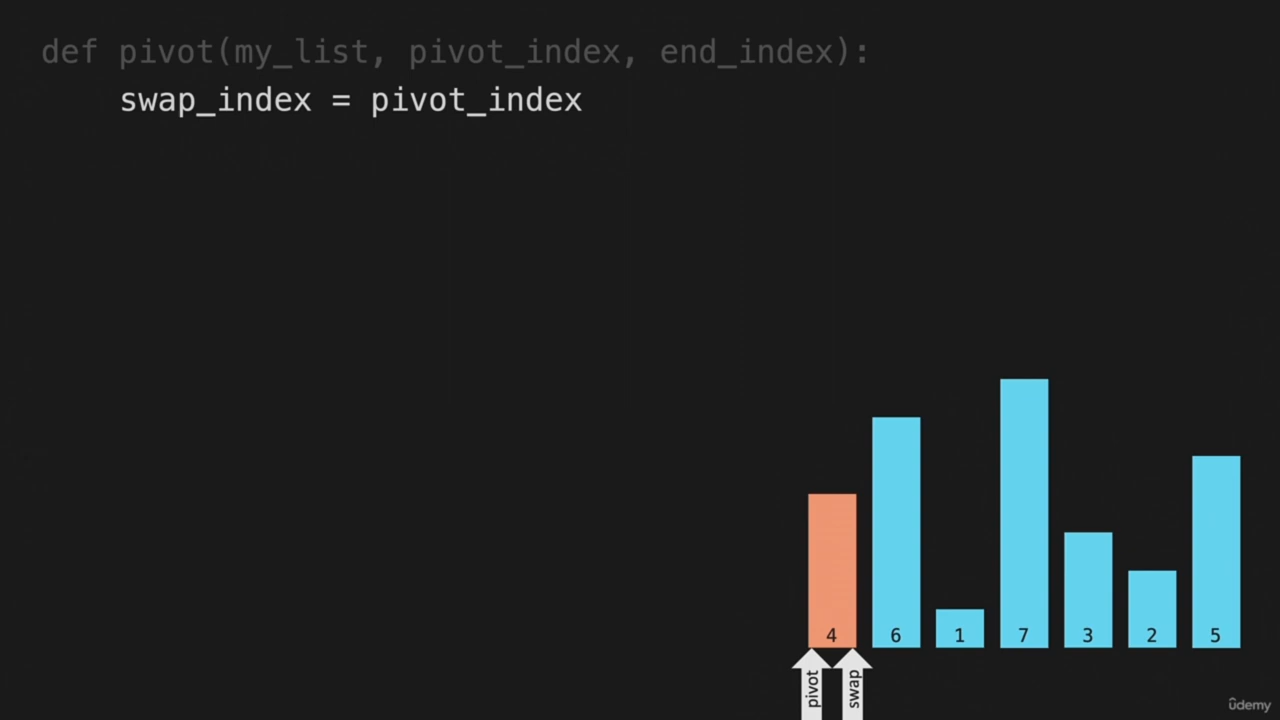 def pivot(my_list, pivot_index, end_index):
    swap_index = pivot_index
4 6 1 7 3 2 5
pivot swap
ûdemy